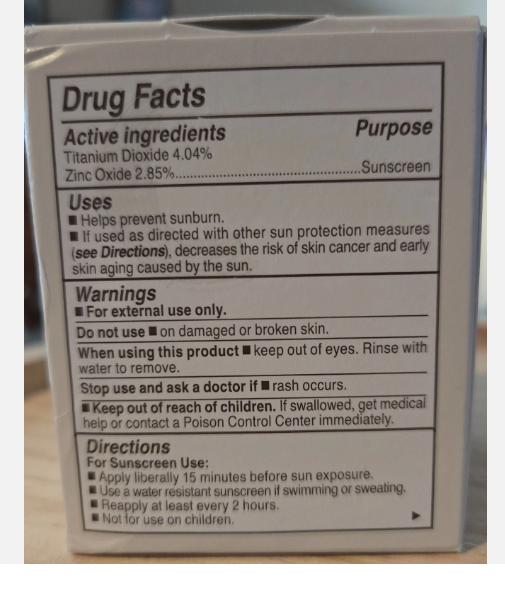 Drug Facts
Active ingredients Purpose
Titanium Dioxide 4.04%
Zinc Oxide 2.85%....................................................Sunscreen
Uses
■ Helps prevent sunburn.
■ If used as directed with other sun protection measures
(see Directions), decreases the risk of skin cancer and early
skin aging caused by the sun.
Warnings
■ For external use only.
Do not use ■ on damaged or broken skin.
When using this product ■ keep out of eyes. Rinse with
water to remove.
Stop use and ask a doctor if ■ rash occurs.
■ Keep out of reach of children. If swallowed, get medical
help or contact a Poison Control Center immediately.
Directions
For Sunscreen Use:
■ Apply liberally 15 minutes before sun exposure.
■ Use a water resistant sunscreen if swimming or sweating.
■ Reapply at least every 2 hours.
■ Not for use on children.